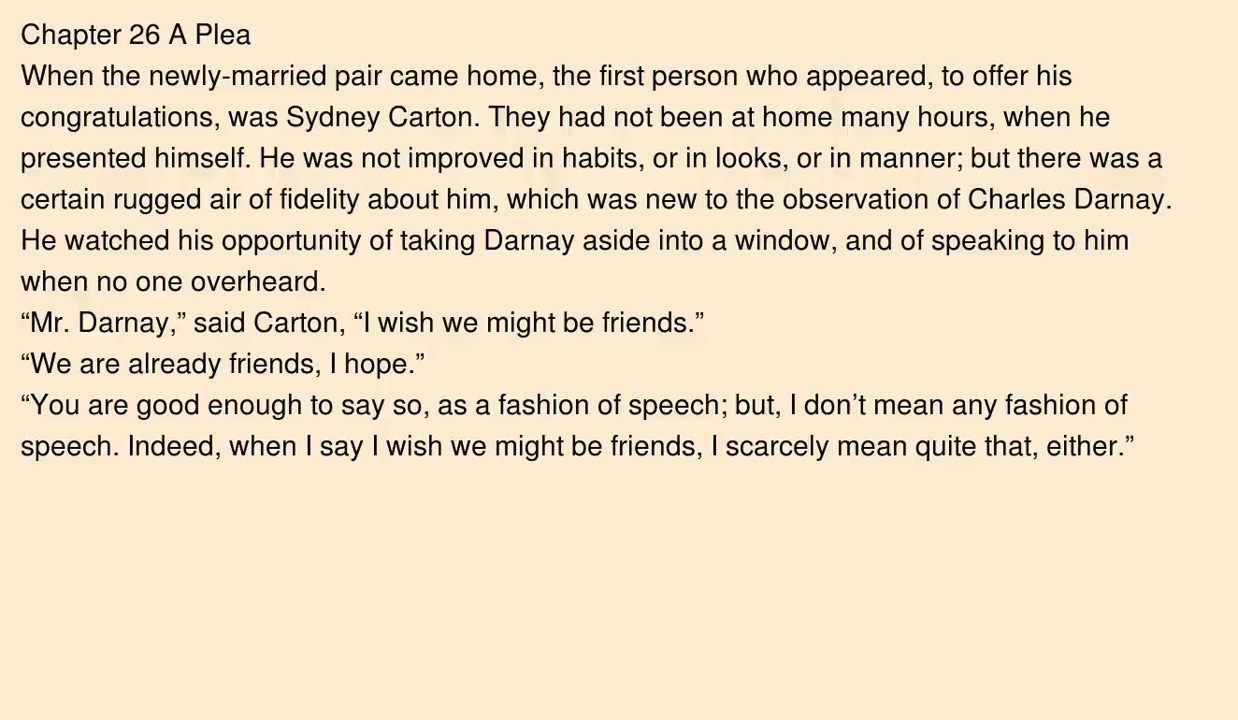 Chapter 26 A Plea
When the newly-married pair came home, the first person who appeared, to offer his
congratulations, was Sydney Carton. They had not been at home many hours, when he
presented himself. He was not improved in habits, or in looks, or in manner; but there was a
certain rugged air of fidelity about him, which was new to the observation of Charles Darnay.
He watched his opportunity of taking Darnay aside into a window, and of speaking to him
when no one overheard.
“Mr. Darnay,” said Carton, “I wish we might be friends.”
“We are already friends, I hope.”
“You are good enough to say so, as a fashion of speech; but, I don’t mean any fashion of
speech. Indeed, when I say I wish we might be friends, I scarcely mean quite that, either.”